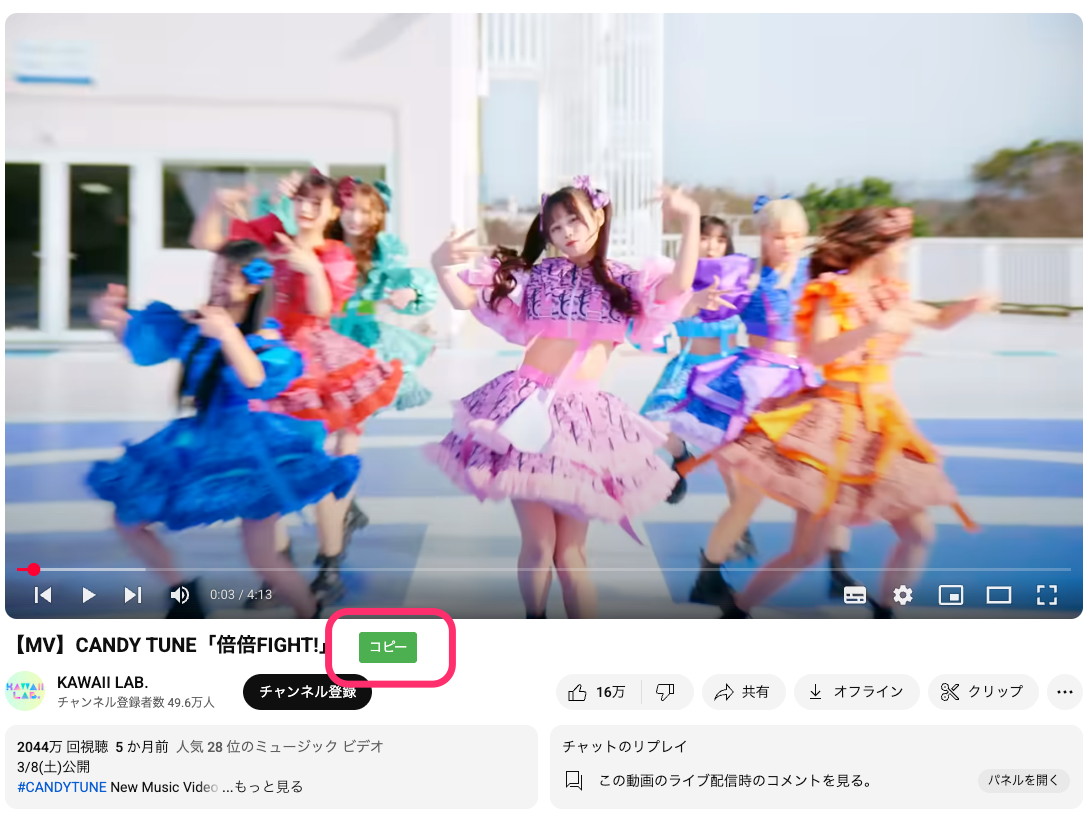 0:03 / 4:13
【MV】CANDY TUNE「倍倍FIGHT!」
コピー
KAWAII LAB.
KAWAII LAB.
チャンネル登録者数 49.6万人
チャンネル登録
16万
共有
オフライン
クリップ
2044万 回視聴 5 か月前 人気 28 位のミュージック ビデオ
3/8(土)公開
#CANDYTUNE New Music Video ...もっと見る
チャットのリプレイ
この動画のライブ配信時のコメントを見る。
パネルを開く